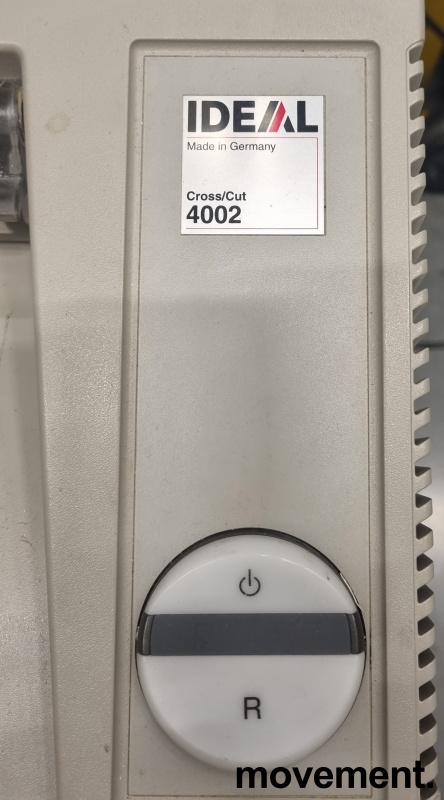 IDEAL
Made in Germany
Cross/Cut
4002
R
movement.